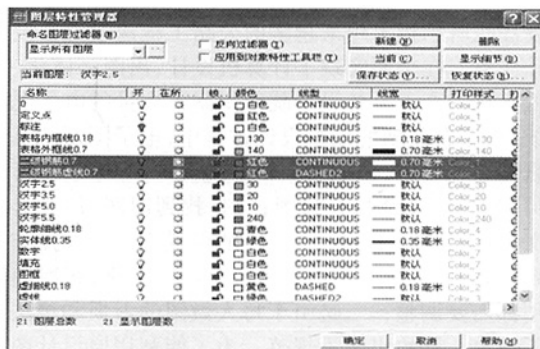 图层特性管理器
命名图层过滤器(M)
显示所有图层
反向过滤器(I)
应用到对象特性工具栏(T)
新建(N)
删除
当前(C)
显示细节(D)
保存状态(V)...
恢复状态(R)...
当前图层: 汉字2.5
名称 开 在所... 锁... 颜色 线型 线宽 打印样式
0 白色 CONTINUOUS 默认 Color_7
定义点 红色 CONTINUOUS 默认 Color_1
标注 白色 CONTINUOUS 默认 Color_7
表格内框线0.18 130 CONTINUOUS 0.18 毫米 Color_130
表格外框线0.7 140 CONTINUOUS 0.70 毫米 Color_140
二级钢筋0.7 红色 CONTINUOUS 0.70 毫米 Color_1
二级钢筋虚线0.7 红色 DASHED2 0.70 毫米 Color_1
汉字2.5 30 CONTINUOUS 默认 Color_30
汉字3.5 20 CONTINUOUS 默认 Color_20
汉字5.0 10 CONTINUOUS 默认 Color_10
汉字5.5 240 CONTINUOUS 默认 Color_240
轮廓细线0.18 青色 CONTINUOUS 0.18 毫米 Color_4
实体线0.35 绿色 CONTINUOUS 0.35 毫米 Color_3
数字 白色 CONTINUOUS 默认 Color_7
填充 白色 CONTINUOUS 默认 Color_7
图框 白色 CONTINUOUS 默认 Color_7
虚细线0.18 黄色 DASHED 0.18 毫米 Color_2
虚线 绿色 DASHED2 默认 Color_3
21 图层总数 21 显示图层数
确定 取消 帮助(H)